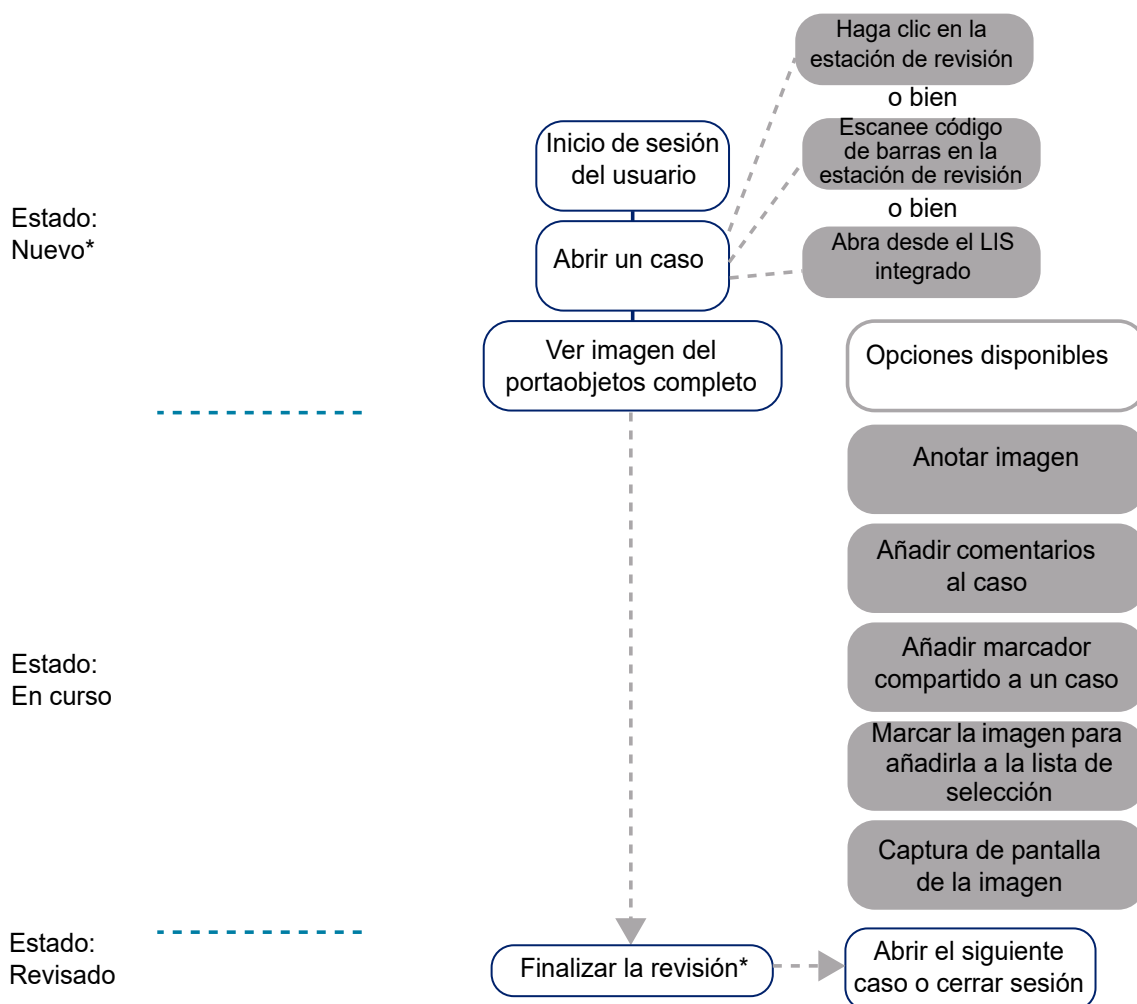 Haga clic en la
estación de revisión
o bien
Inicio de sesión
del usuario
Escanee código
de barras en la
estación de revisión
o bien
Estado:
Nuevo*
Abrir un caso
Abra desde el LIS
integrado
Ver imagen del
portaobjetos completo
Opciones disponibles
Anotar imagen
Añadir comentarios
al caso
Estado:
En curso
Añadir marcador
compartido a un caso
Marcar la imagen para
añadirla a la lista de
selección
Captura de pantalla
de la imagen
Estado:
Revisado
Finalizar la revisión*
Abrir el siguiente
caso o cerrar sesión